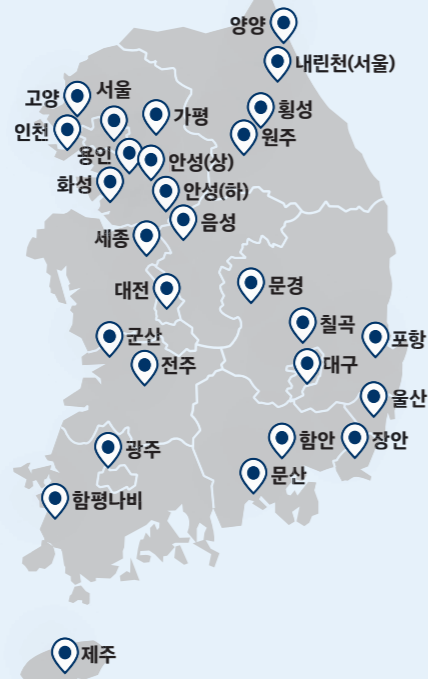 양양
내린천(서울)
고양
서울
가평
횡성
인천
원주
용인
안성(상)
화성
안성(하)
음성
세종
대전
문경
칠곡
포항
군산
전주
대구
울산
함안
장안
광주
문산
함평나비
제주